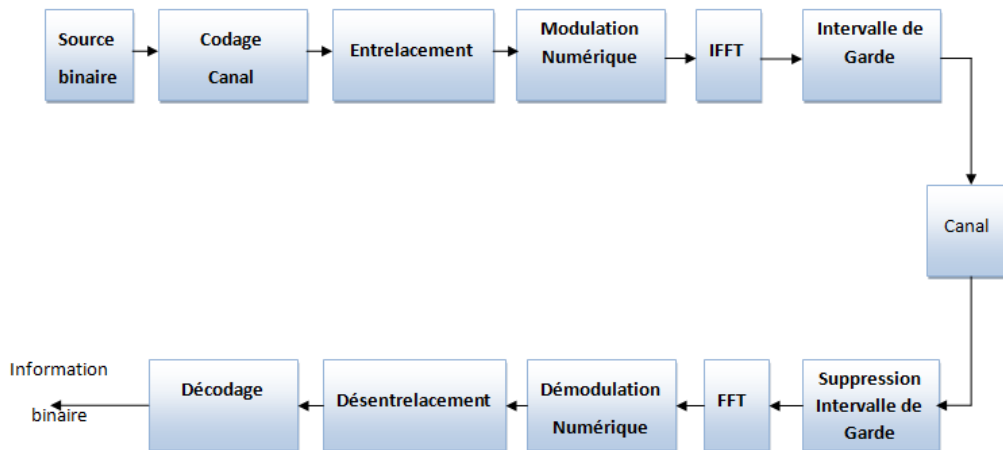 Source
binaire
Codage
Canal
Entrelacement
Modulation
Numérique
IFFT
Intervalle de
Garde
Canal
Suppression
Intervalle de
Garde
FFT
Démodulation
Numérique
Désentrelacement
Décodage
Information
binaire